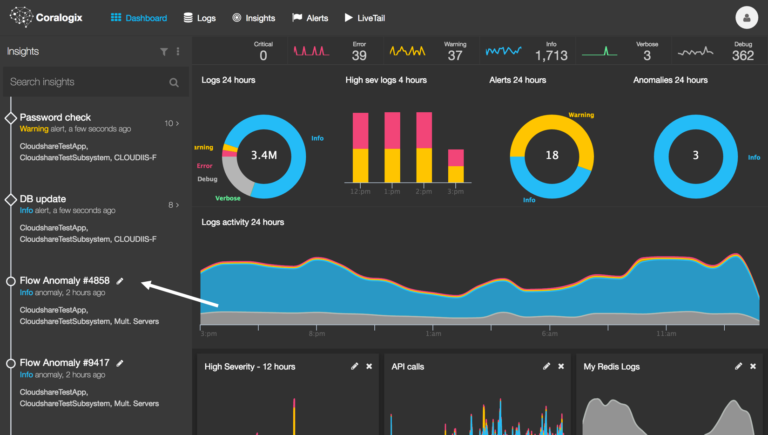 Coralogix
Dashboard
Logs
Insights
Alerts
LiveTail
Insights
Search insights
Password check
Warning alert, a few seconds ago
10
CloudshareTestApp,
CloudshareTestSubsystem, CLOUDIIS-F
DB update
Info alert, a few seconds ago
8
CloudshareTestApp,
CloudshareTestSubsystem, CLOUDIIS-F
Flow Anomaly #4858
Info anomaly, 2 hours ago
CloudshareTestApp,
CloudshareTestSubsystem, Mult. Servers
Flow Anomaly #9417
Info anomaly, 2 hours ago
CloudshareTestApp,
CloudshareTestSubsystem, Mult. Servers
Critical
0
Error
39
Warning
37
Info
1,713
Verbose
3
Debug
362
Logs 24 hours
Info
arning
Error
Debug
Verbose
3.4M
High sev logs 4 hours
12 pm 1 pm 2 pm 3 pm
Alerts 24 hours
Warning
18
Info
Anomalies 24 hours
3
Info
Logs activity 24 hours
3 pm 8 pm 1 am 6 am 11 am
High Severity - 12 hours
API calls
My Redis Logs